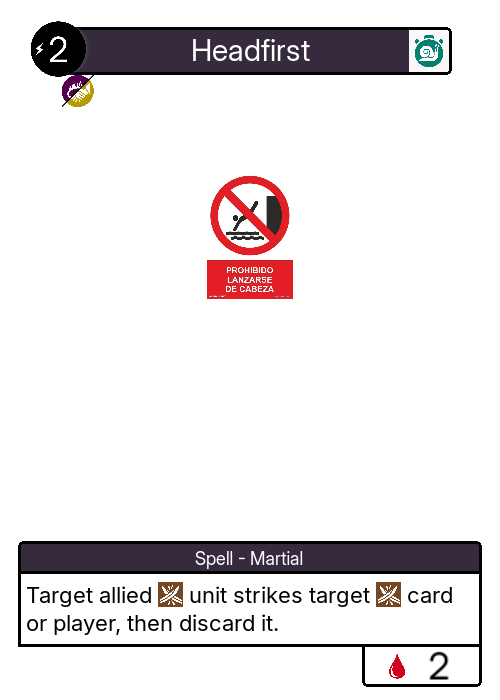 2
Headfirst
PROHIBIDO
LANZARSE
DE CABEZA
Spell - Martial
Target allied unit strikes target card
or player, then discard it.
2